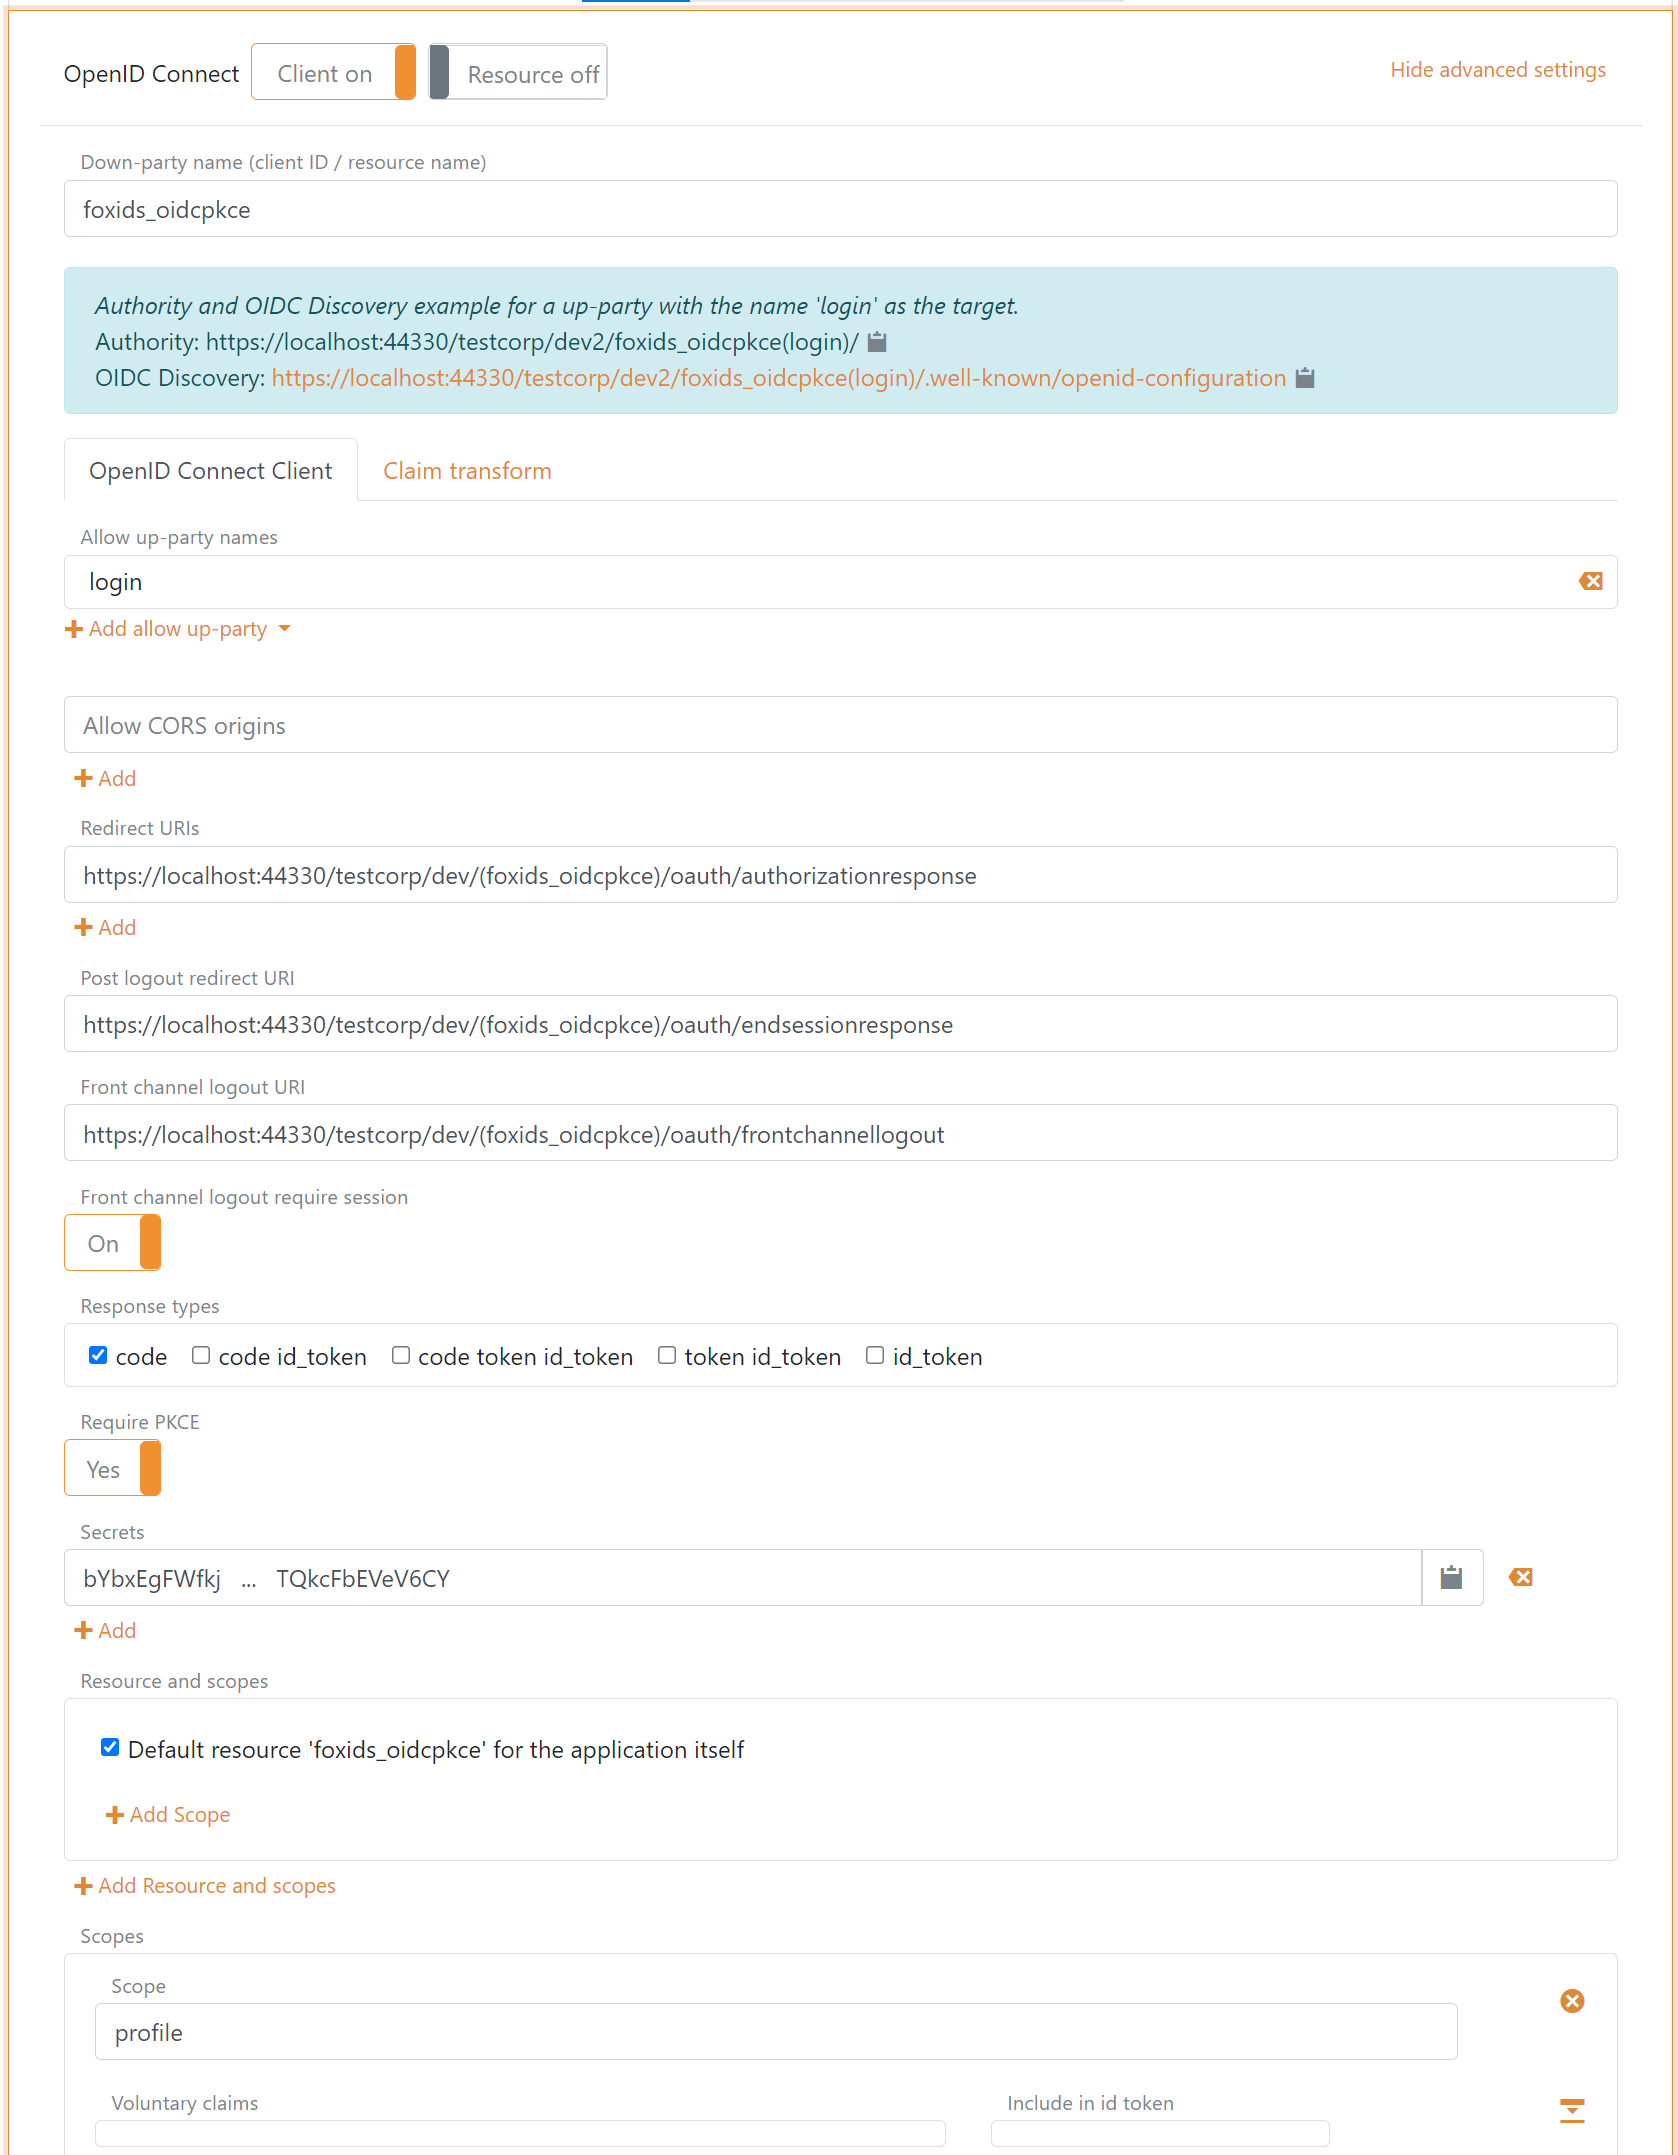 OpenID Connect Client on Resource off Hide advanced settings
Down-party name (client ID / resource name)
foxids_oidcpkce
Authority and OIDC Discovery example for a up-party with the name 'login' as the target.
Authority: https://localhost:44330/testcorp/dev2/foxids_oidcpkce(login)/
OIDC Discovery: https://localhost:44330/testcorp/dev2/foxids_oidcpkce(login)/.well-known/openid-configuration
OpenID Connect Client Claim transform
Allow up-party names
login
Add allow up-party
Allow CORS origins
Add
Redirect URIs
https://localhost:44330/testcorp/dev/(foxids_oidcpkce)/oauth/authorizationresponse
Add
Post logout redirect URI
https://localhost:44330/testcorp/dev/(foxids_oidcpkce)/oauth/endsessionresponse
Front channel logout URI
https://localhost:44330/testcorp/dev/(foxids_oidcpkce)/oauth/frontchannellogout
Front channel logout require session
On
Response types
code code id_token code token id_token token id_token id_token
Require PKCE
Yes
Secrets
bYbxEgFWfkj ... TQkcFbEVeV6CY
Add
Resource and scopes
Default resource 'foxids_oidcpkce' for the application itself
Add Scope
Add Resource and scopes
Scopes
Scope
profile
Voluntary claims Include in id token